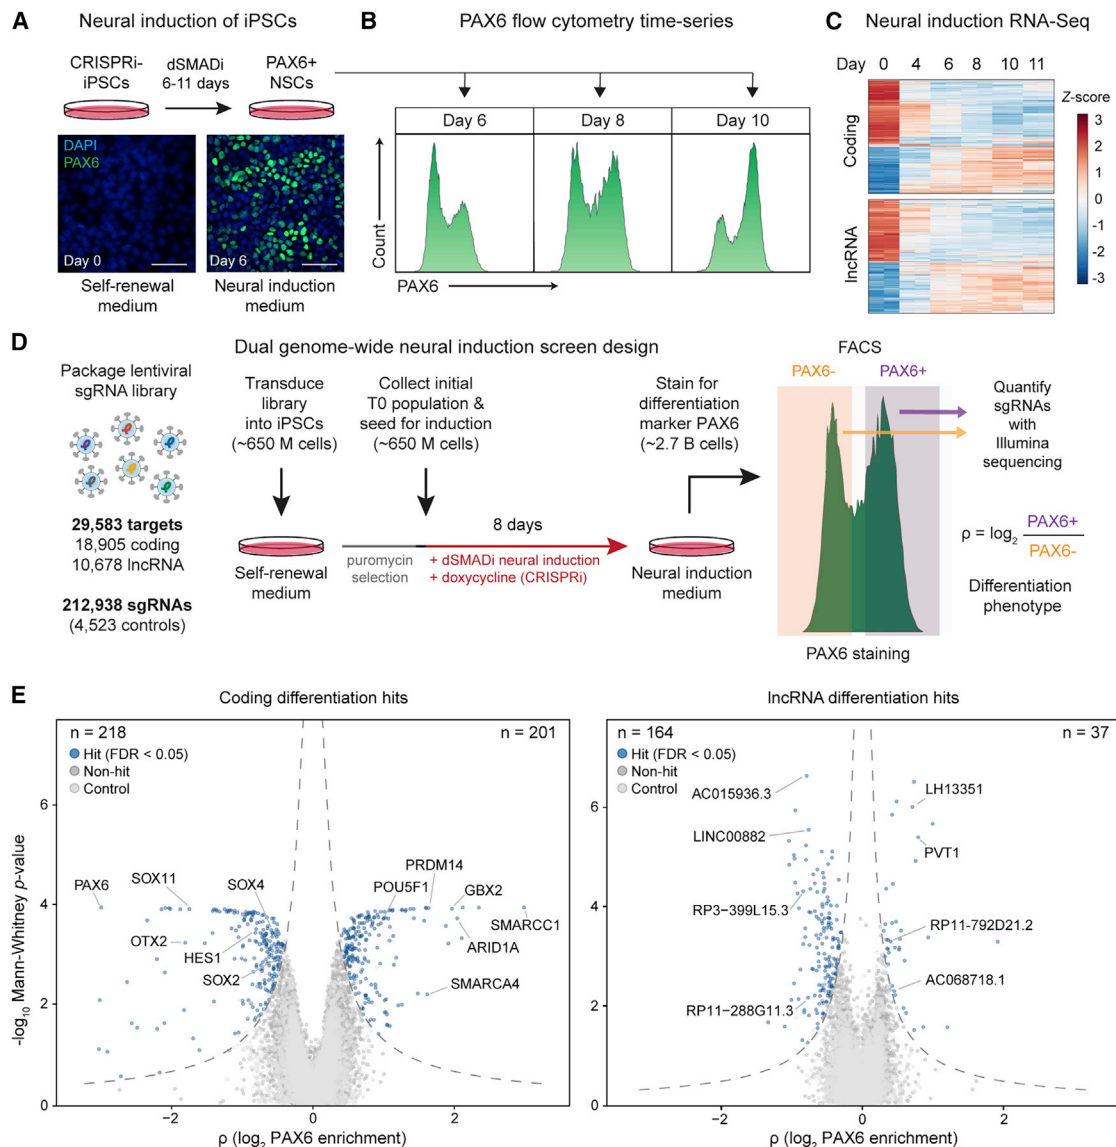 A Neural induction of iPSCs
CRISPRi-
iPSCs
dSMADi
6-11 days
PAX6+
NSCs
DAPI
PAX6
Day 0
Day 6
Self-renewal
medium
Neural induction
medium
B PAX6 flow cytometry time-series
Day 6
Day 8
Day 10
Count
PAX6
C Neural induction RNA-Seq
Day 0 4 6 8 10 11
Coding
lncRNA
Z-score
3
2
1
0
-1
-2
-3
D Dual genome-wide neural induction screen design
Package lentiviral
sgRNA library
29,583 targets
18,905 coding
10,678 lncRNA
212,938 sgRNAs
(4,523 controls)
Transduce
library
into iPSCs
(~650 M cells)
Collect initial
T0 population &
seed for induction
(~650 M cells)
Stain for
differentiation
marker PAX6
(~2.7 B cells)
Self-renewal
medium
puromycin
selection
8 days
+ dSMADi neural induction
+ doxycycline (CRISPRi)
Neural induction
medium
FACS
PAX6-
PAX6+
PAX6 staining
Quantify
sgRNAs
with
Illumina
sequencing
ρ = log2 PAX6+
PAX6-
Differentiation
phenotype
E Coding differentiation hits
n = 218
n = 201
Hit (FDR < 0.05)
Non-hit
Control
PAX6
SOX11
SOX4
OTX2
HES1
SOX2
PRDM14
POU5F1
GBX2
SMARCC1
ARID1A
SMARCA4
-log10 Mann-Whitney p-value
6
4
2
0
−2
0
2
ρ (log2 PAX6 enrichment)
lncRNA differentiation hits
n = 164
n = 37
Hit (FDR < 0.05)
Non-hit
Control
AC015936.3
LH13351
LINC00882
PVT1
RP3−399L15.3
RP11-792D21.2
AC068718.1
RP11−288G11.3
6
4
2
0
−2
0
2
ρ (log2 PAX6 enrichment)